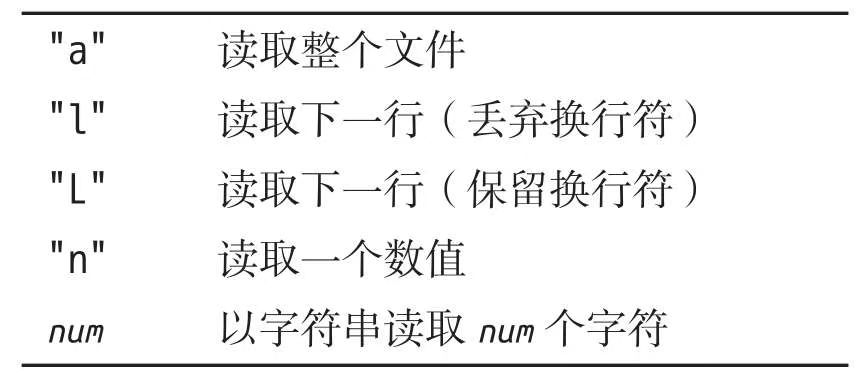 "a" 读取整个文件
"l" 读取下一行（丢弃换行符）
"L" 读取下一行（保留换行符）
"n" 读取一个数值
num 以字符串读取 num 个字符